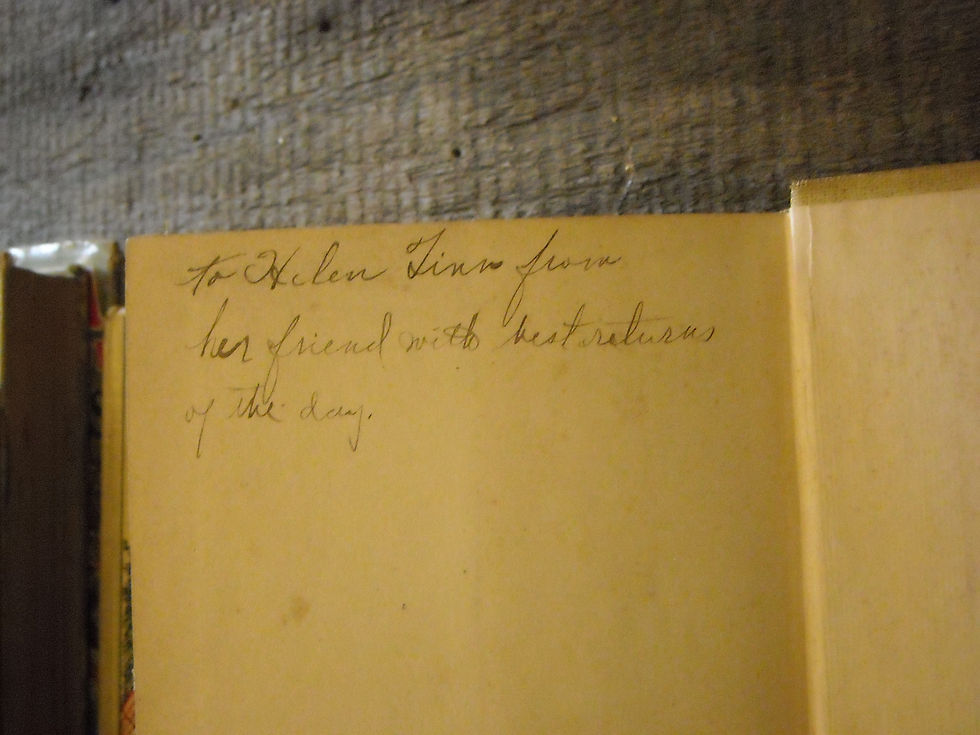 to Helen Finn from
her friend with best returns
of the day.